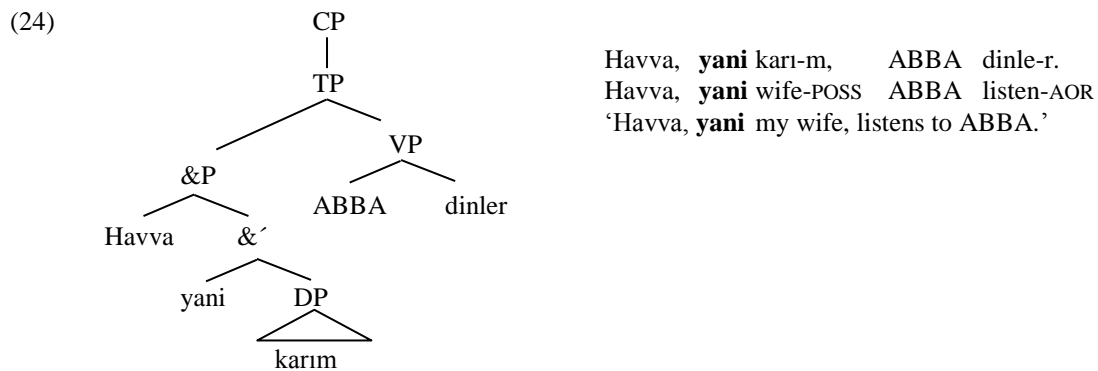 (24)
CP
TP
&P VP
Havva &´ ABBA dinler
yani DP
karım
Havva, yani karı-m, ABBA dinle-r.
Havva, yani wife-POSS ABBA listen-AOR
‘Havva, yani my wife, listens to ABBA.’